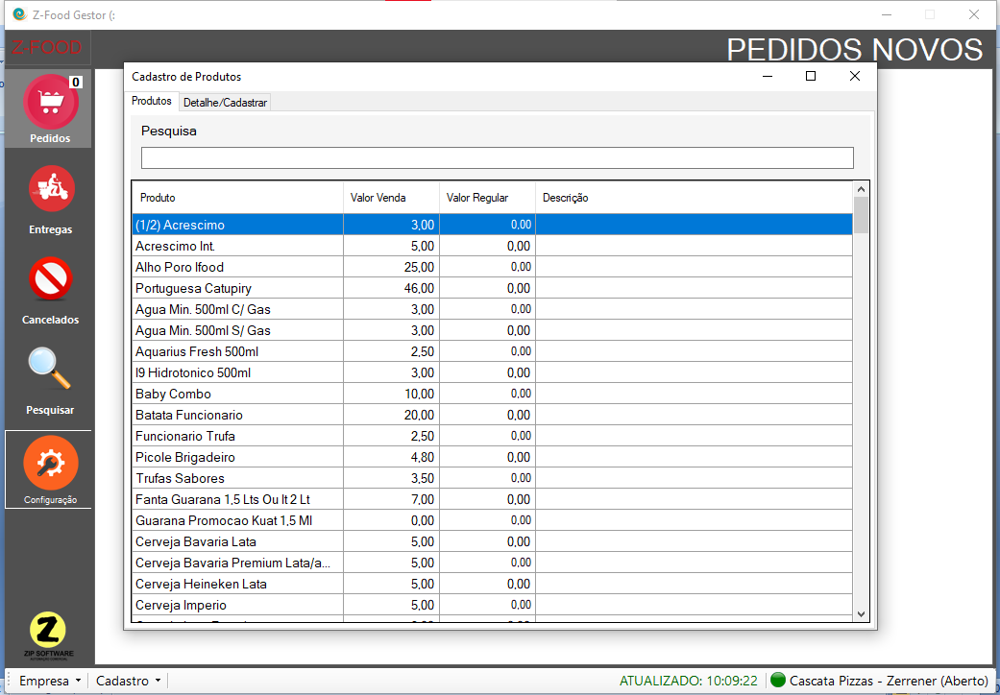 Z-Food Gestor (:
Z-FOOD
PEDIDOS NOVOS
0
Pedidos
Entregas
Cancelados
Pesquisar
Configuração
Z
ZIP SOFTWARE
AUTOMAÇÃO COMERCIAL
Cadastro de Produtos
Produtos Detalhe/Cadastrar
Pesquisa
Produto Valor Venda Valor Regular Descrição
(1/2) Acrescimo 3,00 0,00
Acrescimo Int. 5,00 0,00
Alho Poro Ifood 25,00 0,00
Portuguesa Catupiry 46,00 0,00
Agua Min. 500ml C/ Gas 3,00 0,00
Agua Min. 500ml S/ Gas 3,00 0,00
Aquarius Fresh 500ml 2,50 0,00
I9 Hidrotonico 500ml 3,00 0,00
Baby Combo 10,00 0,00
Batata Funcionario 20,00 0,00
Funcionario Trufa 2,50 0,00
Picole Brigadeiro 4,80 0,00
Trufas Sabores 3,50 0,00
Fanta Guarana 1,5 Lts Ou It 2 Lt 7,00 0,00
Guarana Promocao Kuat 1,5 Ml 0,00 0,00
Cerveja Bavaria Lata 5,00 0,00
Cerveja Bavaria Premium Lata/a... 5,00 0,00
Cerveja Heineken Lata 5,00 0,00
Cerveja Imperio 5,00 0,00
Empresa Cadastro ATUALIZADO: 10:09:22 Cascata Pizzas - Zerrener (Aberto)